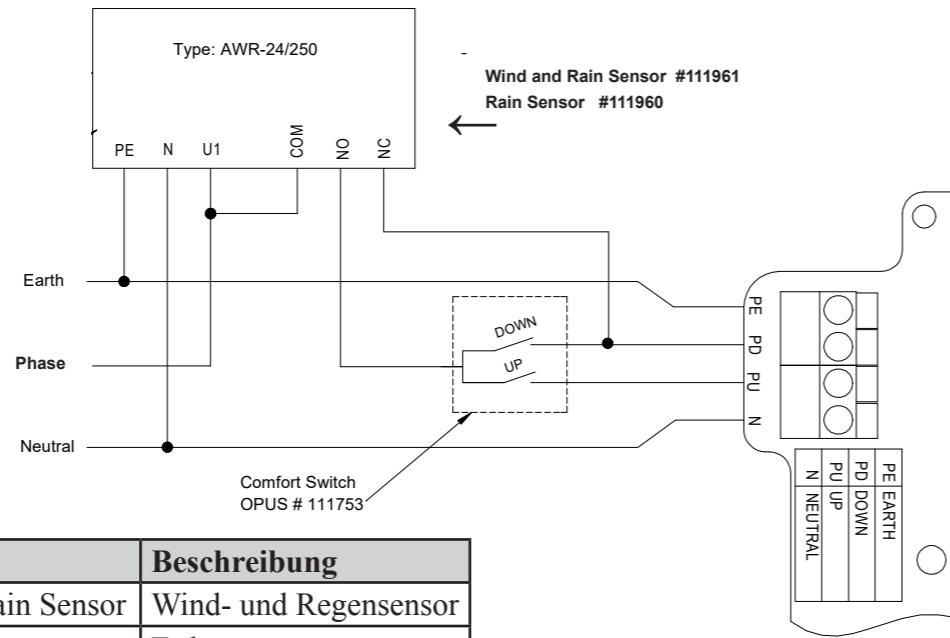 Type: AWR-24/250
Wind and Rain Sensor #111961
Rain Sensor #111960
PE N U1 COM NO NC
Earth
Phase
Neutral
DOWN
UP
Comfort Switch
OPUS # 111753
PE
PD
PU
N
PE EARTH
PD DOWN
PU UP
N NEUTRAL
Beschreibung
Sensor Wind- und Regensensor